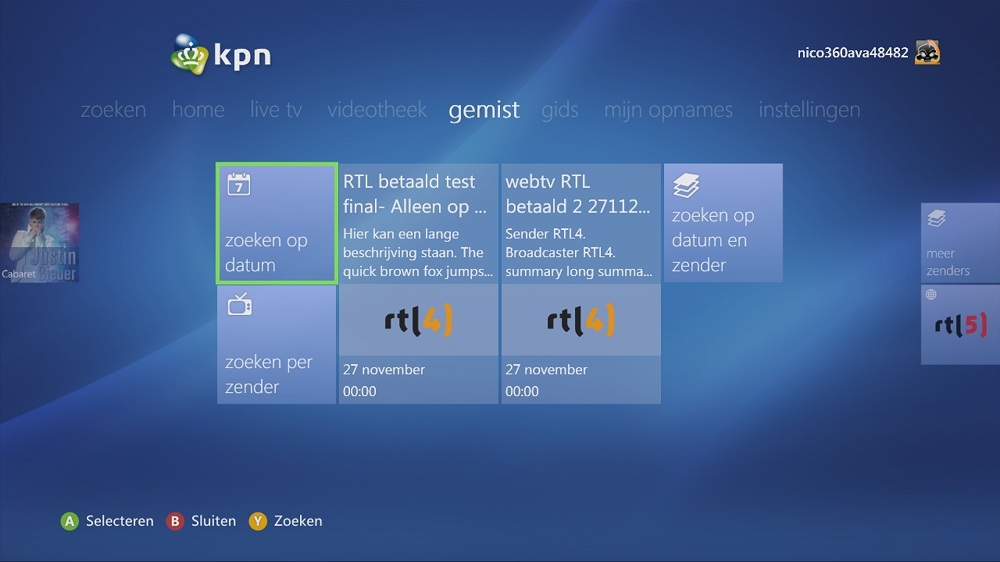 kpn
nico360ava48482
zoeken home live tv videotheek gemist gids mijn opnames instellingen
7
zoeken op
datum
RTL betaald test
final- Alleen op ...
Hier kan een lange
beschrijving staan. The
quick brown fox jumps...
webtv RTL
betaald 2 27112...
Sender RTL4.
Broadcaster RTL4.
summary long summa...
zoeken op
datum en
zender
Justin
Bieber
Cabaret
meer
zenders
zoeken per
zender
rtl4
27 november
00:00
rtl4
27 november
00:00
rtl5
A Selecteren B Sluiten Y Zoeken